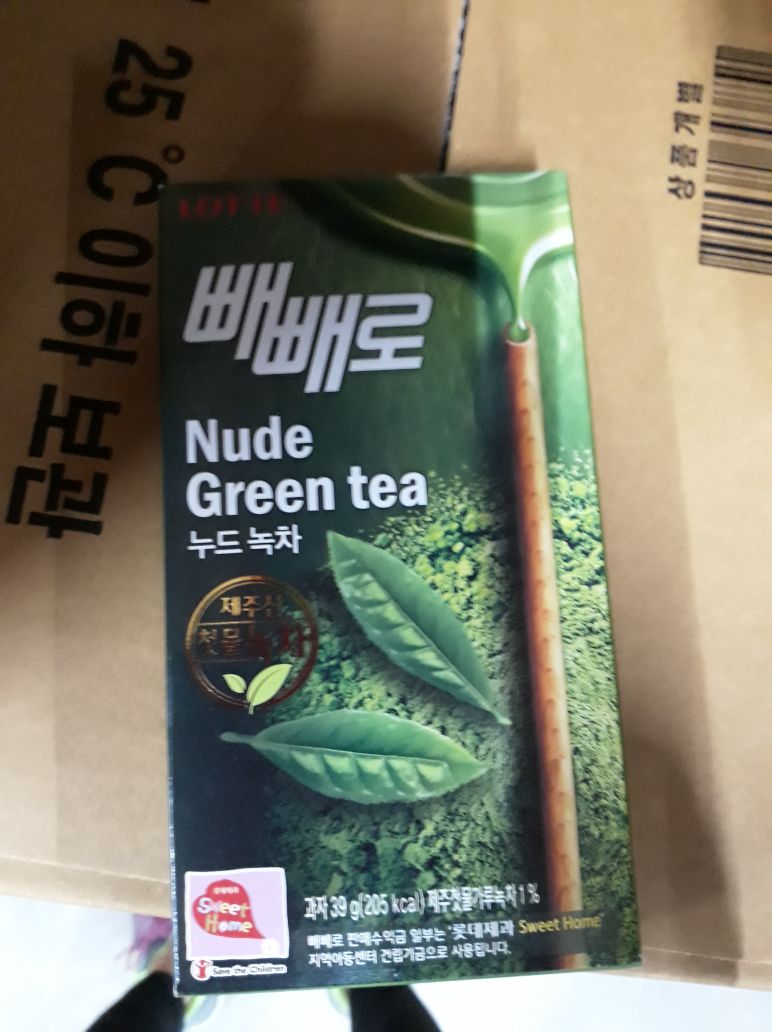 25℃ 이하 보관
상품개별
LOTTE
빼빼로
Nude
Green tea
누드 녹차
제주산
첫물녹차
과자 39 g(205 kcal) 제주첫물가루녹차 1 %
빼빼로 판매수익금 일부는 "롯데제과 Sweet Home"
지역아동센터 건립기금으로 사용됩니다.
Sweet
Home
Save the Children